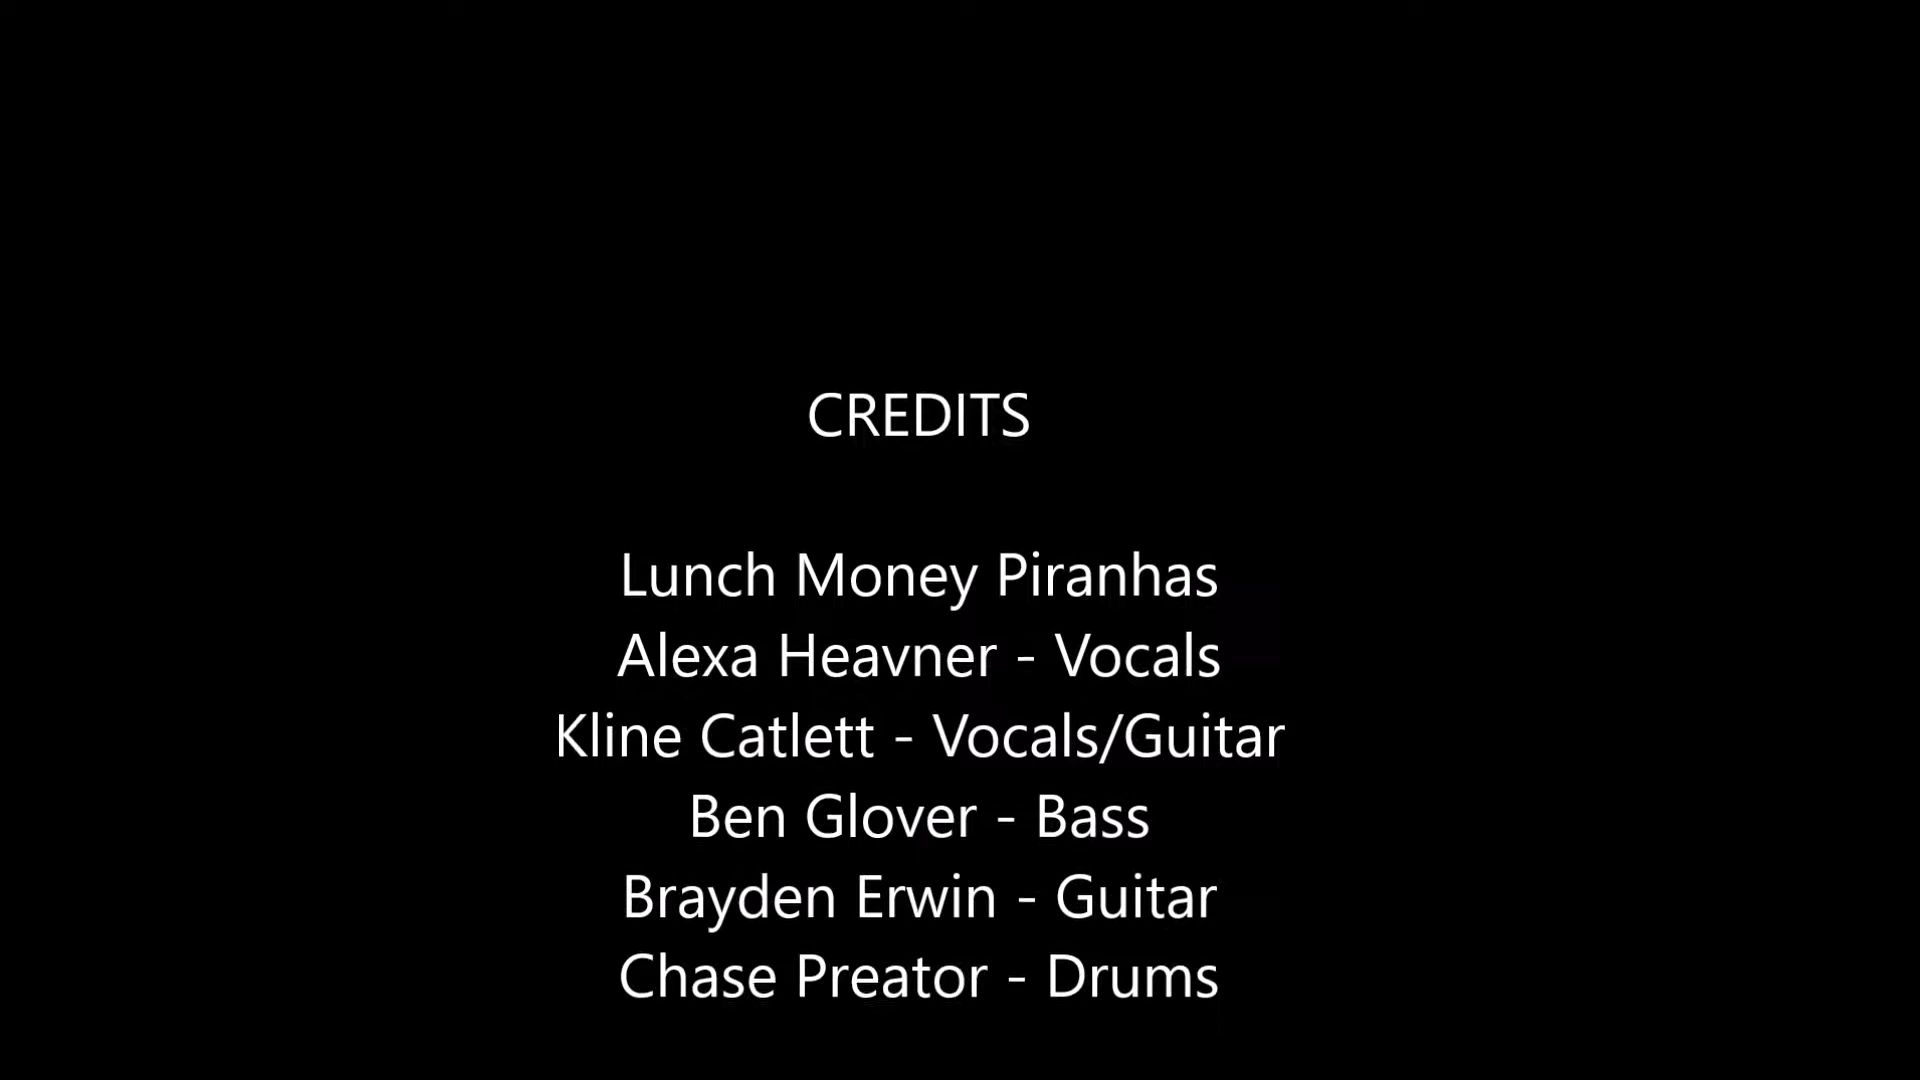 CREDITS
Lunch Money Piranhas
Alexa Heavner - Vocals
Kline Catlett - Vocals/Guitar
Ben Glover - Bass
Brayden Erwin - Guitar
Chase Preator - Drums